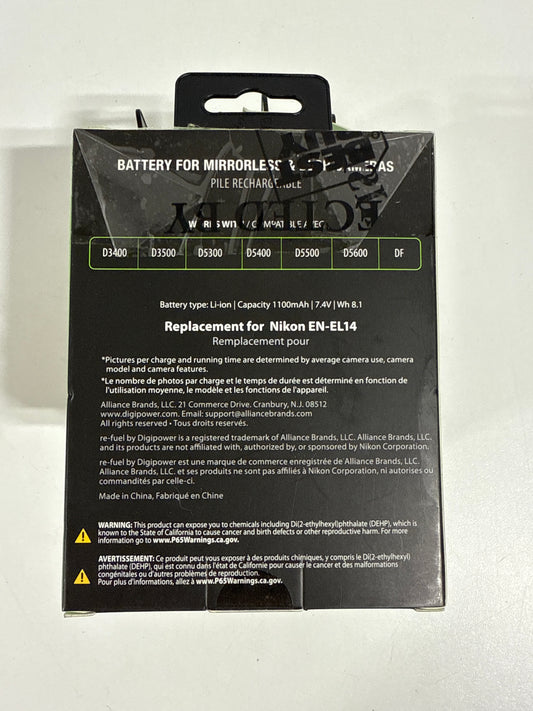 BATTERY FOR MIRRORLESS & CAMERAS
PILE RECHARGEABLE
WORKS WITH / COMPATIBLE AVEC
D3400 D3500 D5300 D5400 D5500 D5600 DF
Battery type: Li-ion | Capacity 1100mAh | 7.4V | Wh 8.1
Replacement for Nikon EN-EL14
Remplacement pour
*Pictures per charge and running time are determined by average camera use, camera
model and camera features.
*Le nombre de photos par charge et le temps de durée est déterminé en fonction de
l'utilisation moyenne, le modèle et les fonctions de l'appareil.
Alliance Brands, LLC. 21 Commerce Drive. Cranbury, N.J. 08512
www.digipower.com. Email: support@alliancebrands.com
All rights reserved • Tous droits reservés.
re-fuel by Digipower is a registered trademark of Alliance Brands, LLC. Alliance Brands, LLC.
and its products are not affiliated with, authorized by, or sponsored by Nikon Corporation.
re-fuel by Digipower est une marque de commerce enregistrée de Alliance Brands, LLC.
Alliance Brands, LLC. et ses produits ne sont pas affiliés à Nikon Corporation, ni autorises ou
commandités par celle-ci.
Made in China, Fabriqué en Chine
WARNING: This product can expose you to chemicals including Di(2-ethylhexyl)phthalate (DEHP), which is
known to the State of California to cause cancer and birth defects or other reproductive harm. For more
information go to www.P65Warnings.ca.gov.
AVERTISSEMENT: Ce produit peut vous exposer à des produits chimiques, y compris le Di(2-ethylhexyl)
phthalate (DEHP), qui est connu dans l'état de Californie pour causer le cancer et des malformations
congénitales ou d'autres problèmes de reproduction.
Pour plus d'informations, allez à www.P65Warnings.ca.gov.